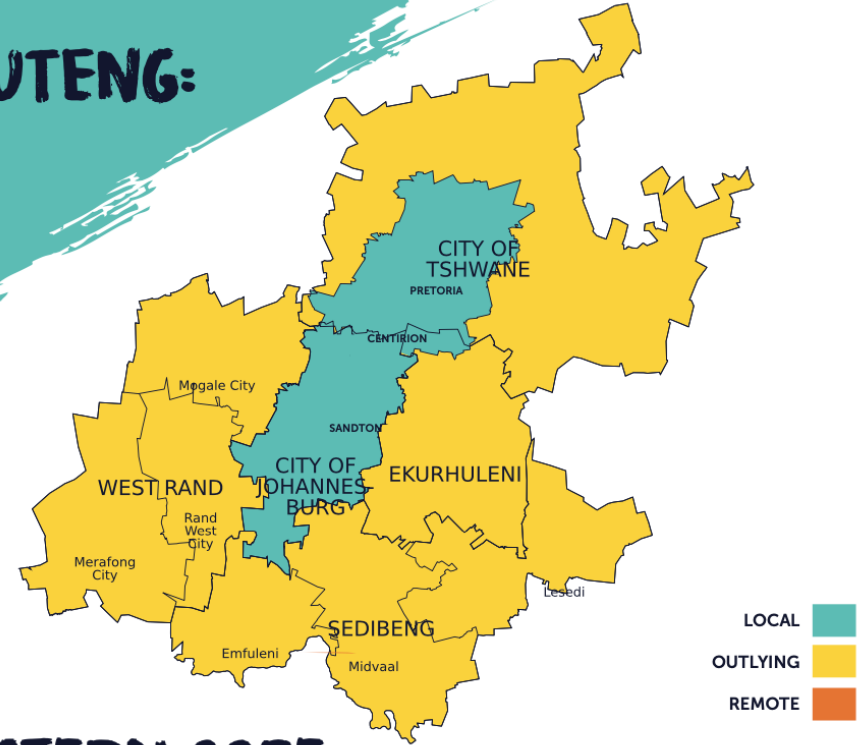 UTENG:
CITY OF
TSHWANE
PRETORIA
CENTIRION
Mogale City
SANDTON
CITY OF
JOHANNES-
BURG
EKURHULENI
WEST RAND
Rand
West
City
Merafong
City
Lesedi
SEDIBENG
Emfuleni
Midvaal
LOCAL
OUTLYING
REMOTE